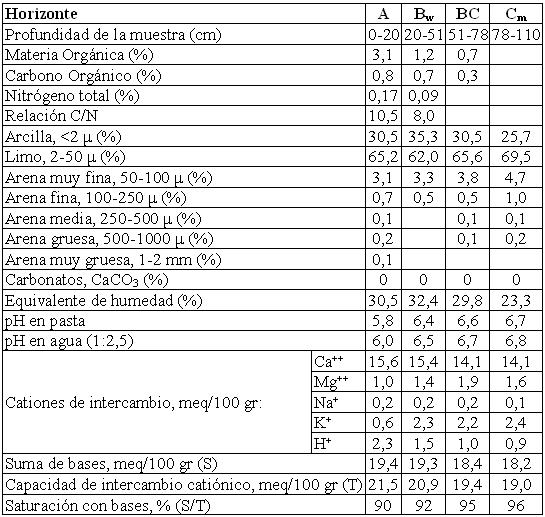 Horizonte A Bw BC Cm
Profundidad de la muestra (cm) 0-20 20-51 51-78 78-110
Materia Orgánica (%) 3,1 1,2 0,7
Carbono Orgánico (%) 0,8 0,7 0,3
Nitrógeno total (%) 0,17 0,09
Relación C/N 10,5 8,0
Arcilla, <2 µ (%) 30,5 35,3 30,5 25,7
Limo, 2-50 µ (%) 65,2 62,0 65,6 69,5
Arena muy fina, 50-100 µ (%) 3,1 3,3 3,8 4,7
Arena fina, 100-250 µ (%) 0,7 0,5 0,5 1,0
Arena media, 250-500 µ (%) 0,1 0,1 0,1
Arena gruesa, 500-1000 µ (%) 0,2 0,1 0,2
Arena muy gruesa, 1-2 mm (%) 0,1
Carbonatos, CaCO3 (%) 0 0 0 0
Equivalente de humedad (%) 30,5 32,4 29,8 23,3
pH en pasta 5,8 6,4 6,6 6,7
pH en agua (1:2,5) 6,0 6,5 6,7 6,8
Cationes de intercambio, meq/100 gr:
Ca++ 15,6 15,4 14,1 14,1
Mg++ 1,0 1,4 1,9 1,6
Na+ 0,2 0,2 0,2 0,1
K+ 0,6 2,3 2,2 2,4
H+ 2,3 1,5 1,0 0,9
Suma de bases, meq/100 gr (S) 19,4 19,3 18,4 18,2
Capacidad de intercambio catiónico, meq/100 gr (T) 21,5 20,9 19,4 19,0
Saturación con bases, % (S/T) 90 92 95 96